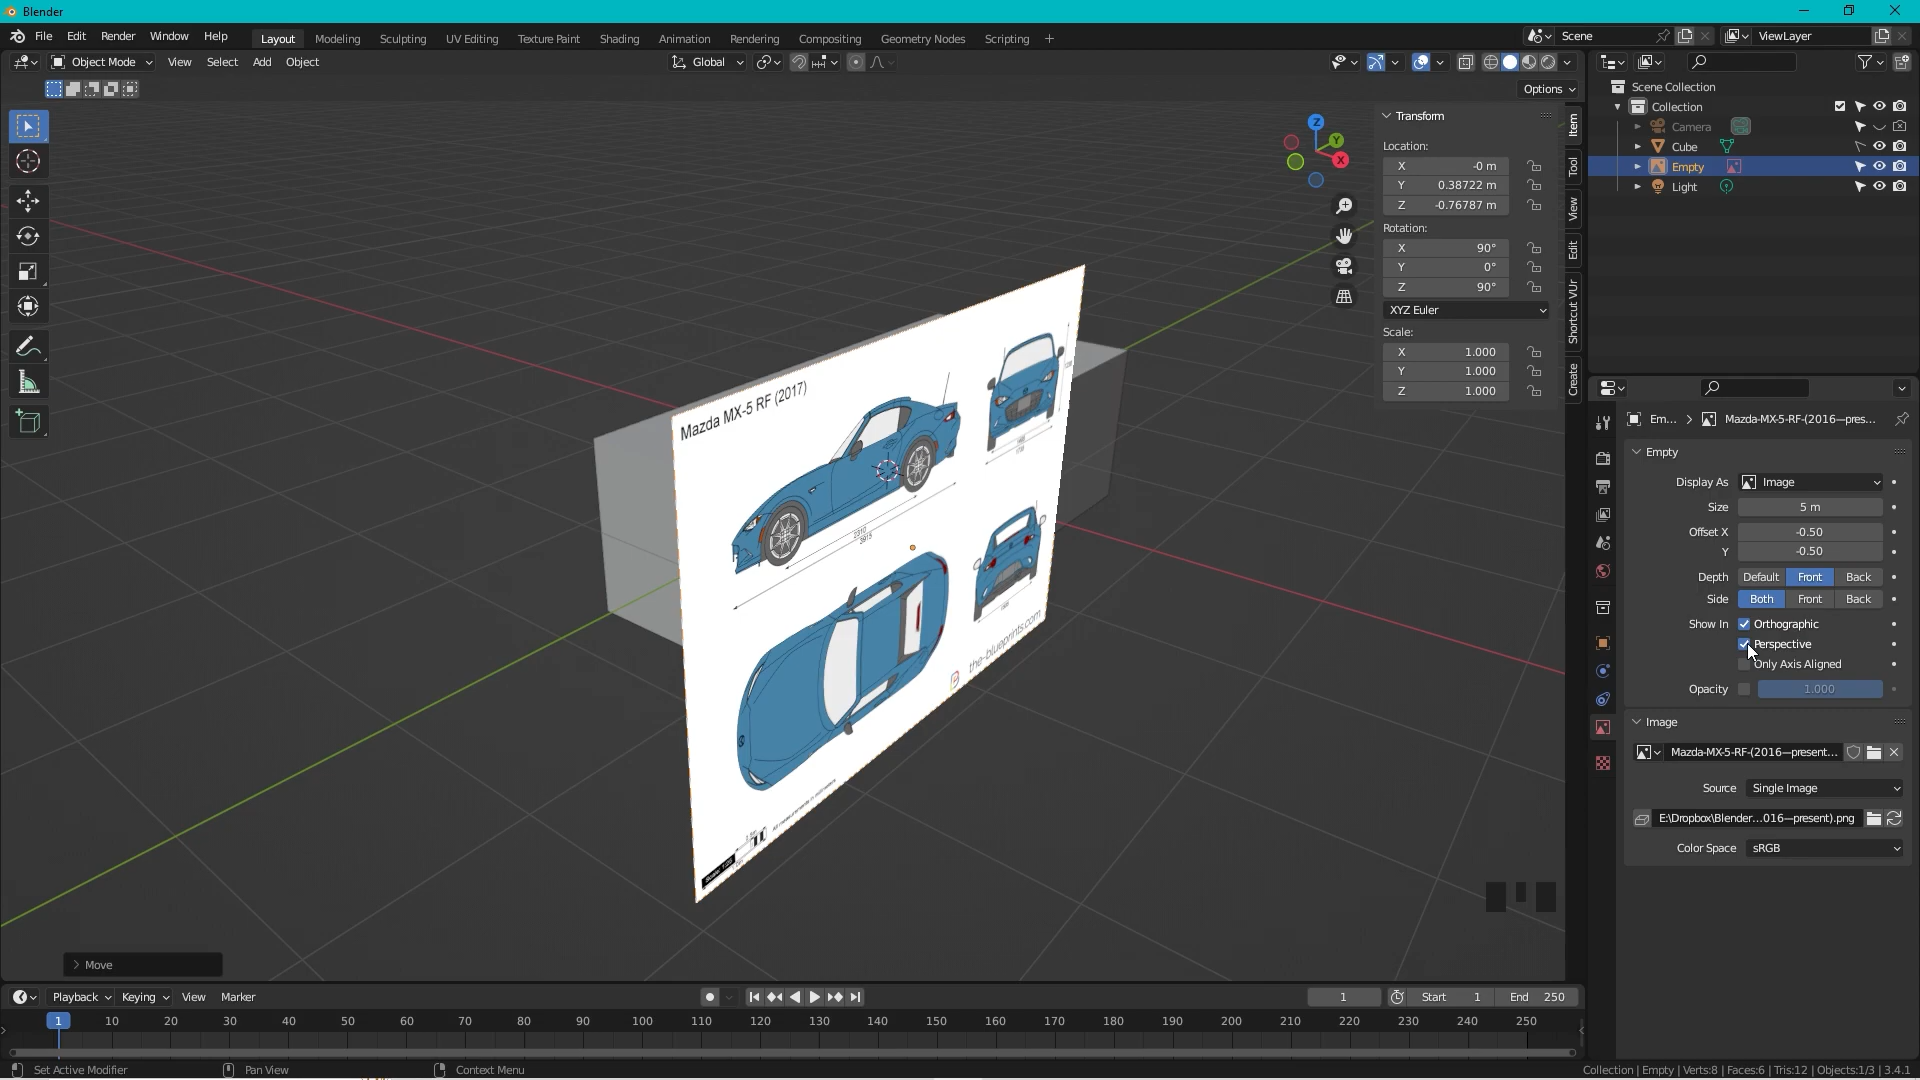 Blender
File Edit Render Window Help
Layout Modeling Sculpting UV Editing Texture Paint Shading Animation Rendering Compositing Geometry Nodes Scripting +
Scene ViewLayer
Object Mode View Select Add Object Global
Options
Scene Collection
Collection
Camera
Cube
Empty
Light
Z
Y
X
Transform
Location:
X -0 m
Y 0.38722 m
Z -0.76787 m
Rotation:
X 90°
Y 0°
Z 90°
XYZ Euler
Scale:
X 1.000
Y 1.000
Z 1.000
Item
Tool
View
Edit
Shortcut VUr
Create
Mazda MX-5 RF (2017)
2310
3915
the-blueprints.com
All measurements in millimeters
Em... > Mazda-MX-5-RF-(2016—pres...
Empty
Display As Image
Size 5 m
Offset X -0.50
Y -0.50
Depth Default Front Back
Side Both Front Back
Show In Orthographic
Perspective
Only Axis Aligned
Opacity 1.000
Image
Mazda-MX-5-RF-(2016—present...
Source Single Image
E:\Dropbox\Blender...016—present).png
Color Space sRGB
> Move
Playback Keying View Marker
1 Start 1 End 250
1 10 20 30 40 50 60 70 80 90 100 110 120 130 140 150 160 170 180 190 200 210 220 230 240 250
Set Active Modifier Pan View Context Menu
Collection | Empty | Verts:8 | Faces:6 | Tris:12 | Objects:1/3 | 3.4.1